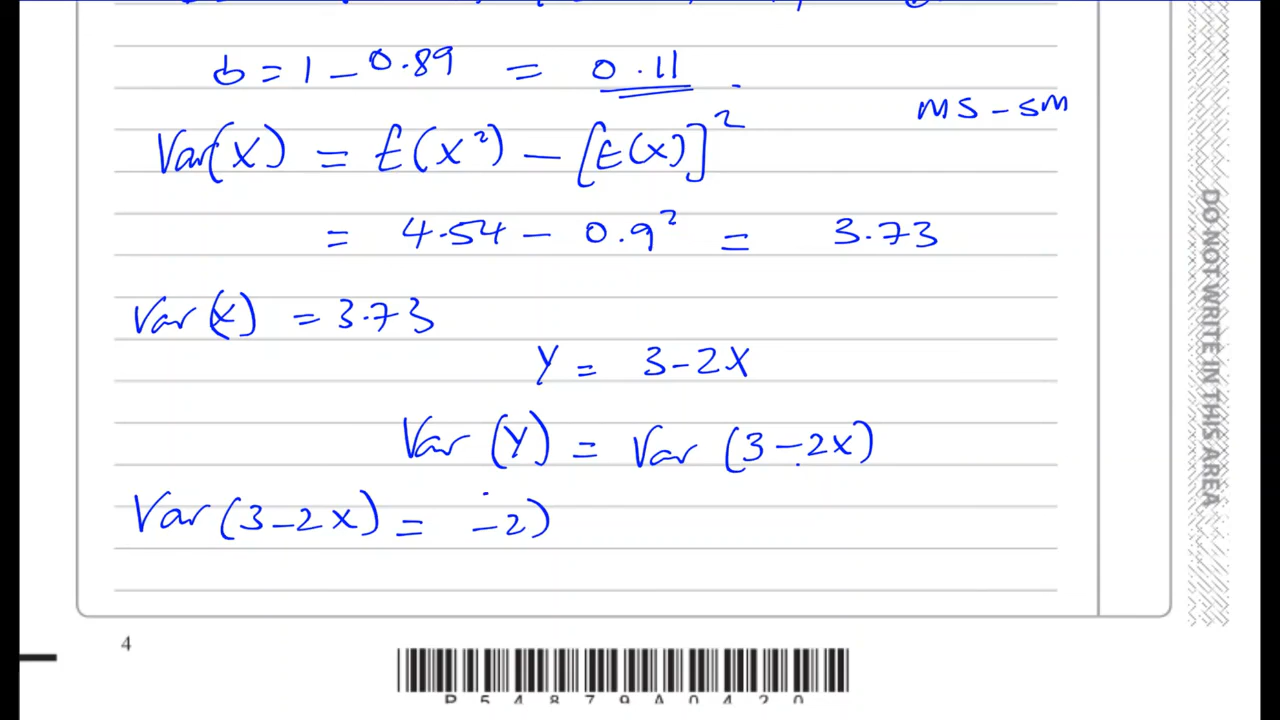 b = 1 - 0.89 = 0.11
MS - SM
Var(X) = E(X²) - [E(X)]²
= 4.54 - 0.9² = 3.73
Var(X) = 3.73
Y = 3-2X
Var(Y) = Var(3-2X)
Var(3-2X) = -2)
DO NOT WRITE IN THIS AREA
4
P54879A0420